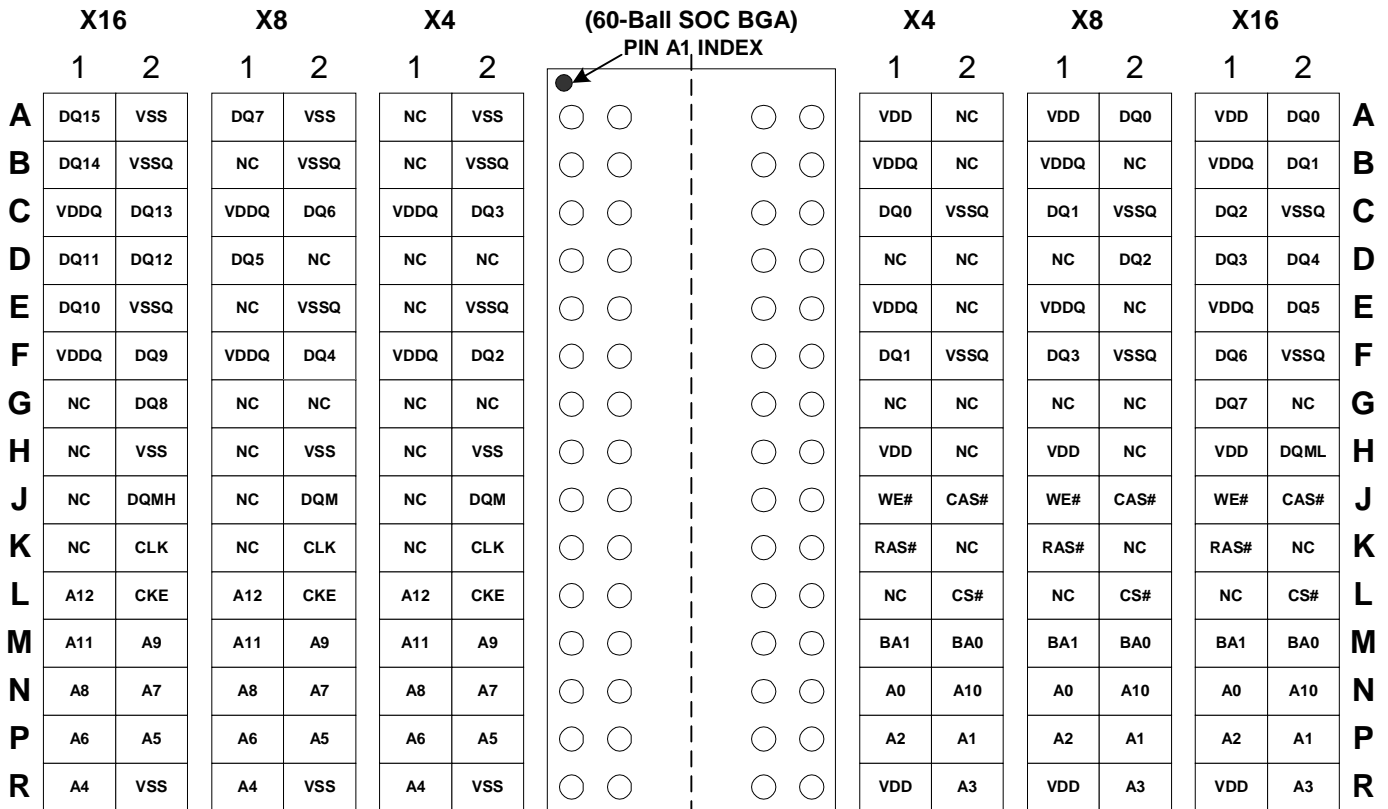 X16 X8 X4 (60-Ball SOC BGA) X4 X8 X16
PIN A1 INDEX
1 2 1 2 1 2 1 2 1 2 1 2
A DQ15 VSS DQ7 VSS NC VSS VDD NC VDD DQ0 VDD DQ0 A
B DQ14 VSSQ NC VSSQ NC VSSQ VDDQ NC VDDQ NC VDDQ DQ1 B
C VDDQ DQ13 VDDQ DQ6 VDDQ DQ3 DQ0 VSSQ DQ1 VSSQ DQ2 VSSQ C
D DQ11 DQ12 DQ5 NC NC NC NC NC NC DQ2 DQ3 DQ4 D
E DQ10 VSSQ NC VSSQ NC VSSQ VDDQ NC VDDQ NC VDDQ DQ5 E
F VDDQ DQ9 VDDQ DQ4 VDDQ DQ2 DQ1 VSSQ DQ3 VSSQ DQ6 VSSQ F
G NC DQ8 NC NC NC NC NC NC NC NC DQ7 NC G
H NC VSS NC VSS NC VSS VDD NC VDD NC VDD DQML H
J NC DQMH NC DQM NC DQM WE# CAS# WE# CAS# WE# CAS# J
K NC CLK NC CLK NC CLK RAS# NC RAS# NC RAS# NC K
L A12 CKE A12 CKE A12 CKE NC CS# NC CS# NC CS# L
M A11 A9 A11 A9 A11 A9 BA1 BA0 BA1 BA0 BA1 BA0 M
N A8 A7 A8 A7 A8 A7 A0 A10 A0 A10 A0 A10 N
P A6 A5 A6 A5 A6 A5 A2 A1 A2 A1 A2 A1 P
R A4 VSS A4 VSS A4 VSS VDD A3 VDD A3 VDD A3 R